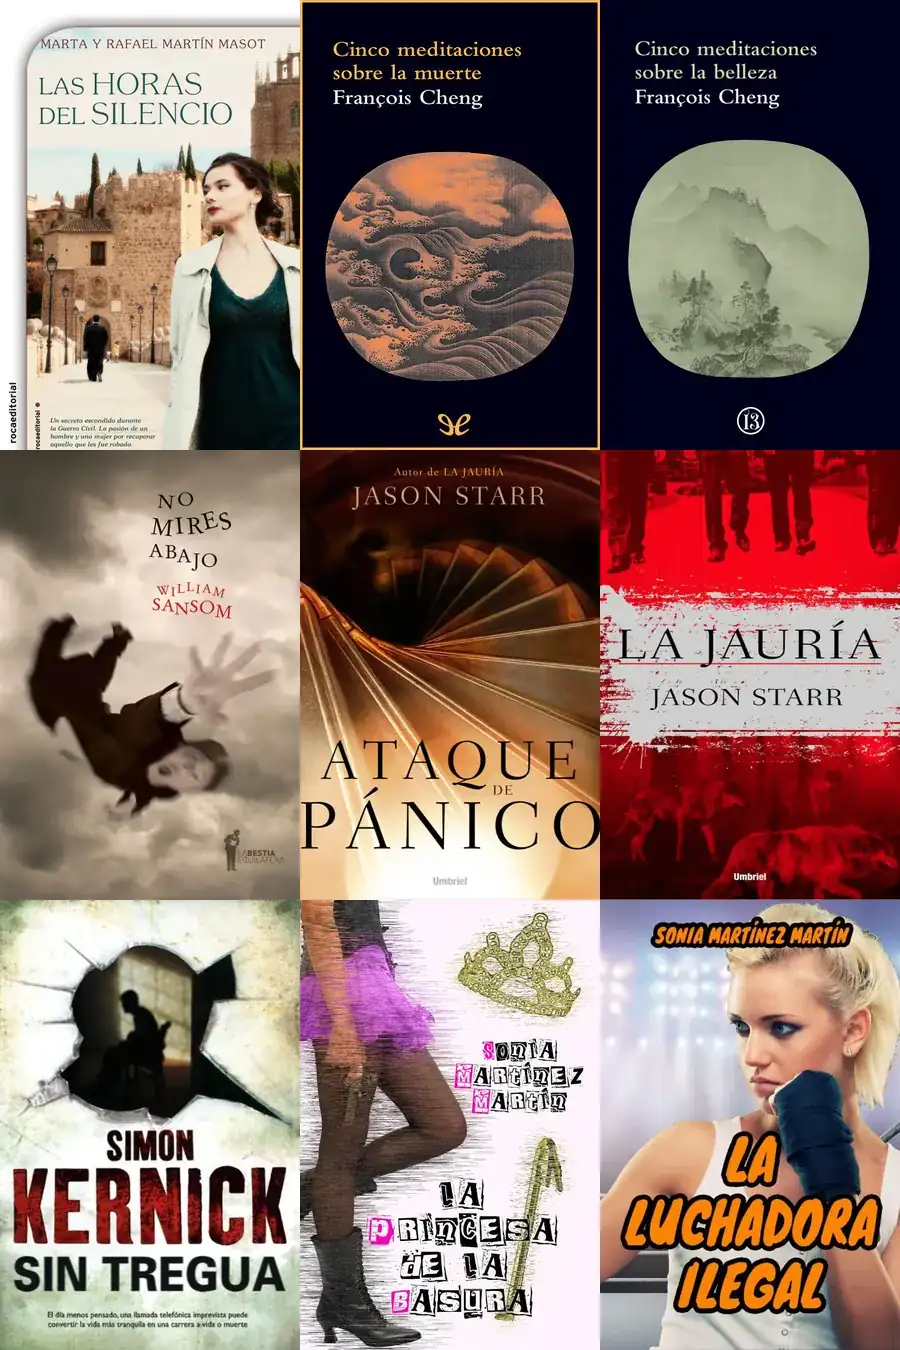 MARTA Y RAFAEL MARTÍN MASOT
LAS HORAS
DEL SILENCIO
Un secreto escondido durante
la Guerra Civil. La pasión de un
hombre y una mujer por recuperar
aquello que les fue robado.
rocaeditorial
rocaeditorial
Cinco meditaciones
sobre la muerte
François Cheng
Cinco meditaciones
sobre la belleza
François Cheng
13
NO
MIRES
ABAJO
WILLIAM
SANSOM
LABESTIA
EQUILÁTERA
Autor de LA JAURÍA
JASON STARR
ATAQUE
DE
PÁNICO
Umbriel
LA JAURÍA
JASON STARR
Umbriel
SIMON
KERNICK
SIN TREGUA
El día menos pensado, una llamada telefónica imprevista puede
convertir la vida más tranquila en una carrera a vida o muerte
SONIA
MARTÍNEZ
MARTÍN
LA
PRINCESA
DE LA
BASURA
SONIA MARTÍNEZ MARTÍN
LA
LUCHADORA
ILEGAL